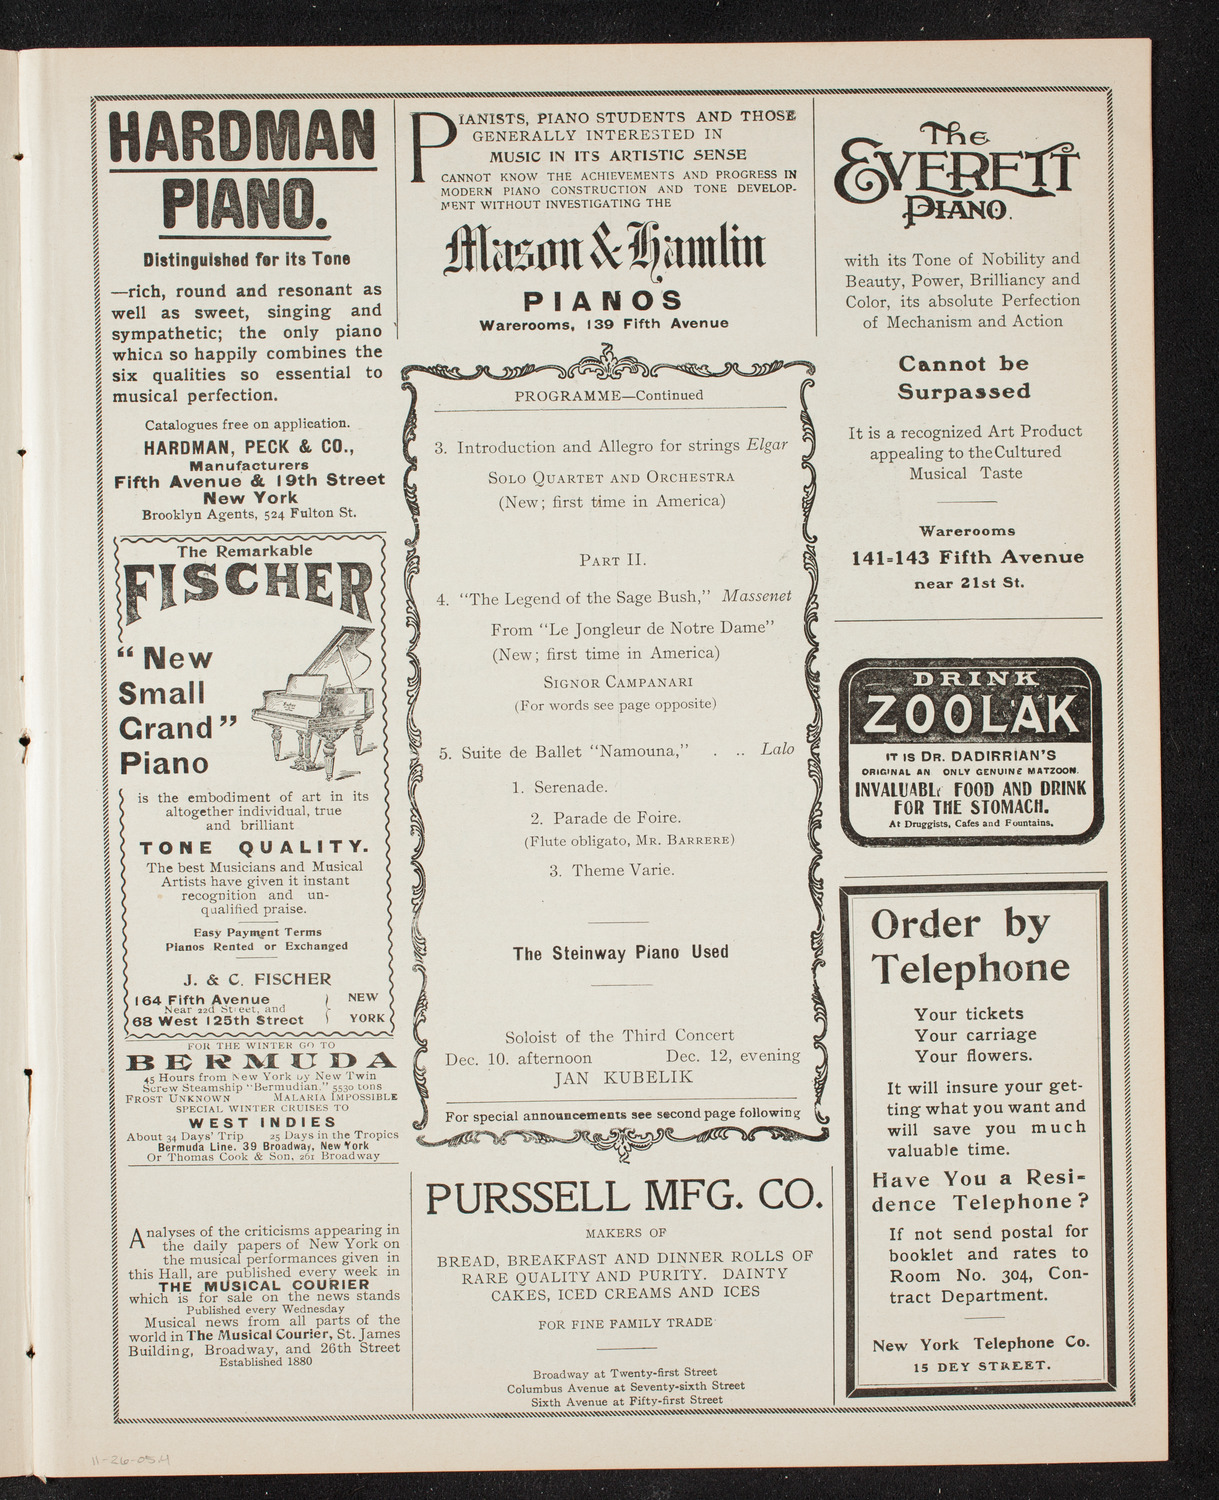 HARDMAN
PIANO.
Distinguished for its Tone
—rich, round and resonant as
well as sweet, singing and
sympathetic; the only piano
which so happily combines the
six qualities so essential to
musical perfection.
Catalogues free on application.
HARDMAN, PECK & CO.,
Manufacturers
Fifth Avenue & 19th Street
New York
Brooklyn Agents, 524 Fulton St.
The Remarkable
FISCHER
"New
Small
Grand"
Piano
is the embodiment of art in its
altogether individual, true
and brilliant
TONE QUALITY.
The best Musicians and Musical
Artists have given it instant
recognition and un-
qualified praise.
Easy Payment Terms
Pianos Rented or Exchanged
J. & C. FISCHER
164 Fifth Avenue
Near 22d Street, and
68 West 125th Street
NEW
YORK
FOR THE WINTER GO TO
BERMUDA
45 Hours from New York by New Twin
Screw Steamship "Bermudian," 5530 tons
FROST UNKNOWN MALARIA IMPOSSIBLE
SPECIAL WINTER CRUISES TO
WEST INDIES
About 34 Days' Trip 25 Days in the Tropics
Bermuda Line. 39 Broadway, New York
Or Thomas Cook & Son, 261 Broadway
Analyses of the criticisms appearing in
the daily papers of New York on
the musical performances given in
this Hall, are published every week in
THE MUSICAL COURIER
which is for sale on the news stands
Published every Wednesday
Musical news from all parts of the
world in The Musical Courier, St. James
Building, Broadway, and 26th Street
Established 1880
PIANISTS, PIANO STUDENTS AND THOSE
GENERALLY INTERESTED IN
MUSIC IN ITS ARTISTIC SENSE
CANNOT KNOW THE ACHIEVEMENTS AND PROGRESS IN
MODERN PIANO CONSTRUCTION AND TONE DEVELOP-
MENT WITHOUT INVESTIGATING THE
Mason & Hamlin
PIANOS
Warerooms, 139 Fifth Avenue
PROGRAMME—Continued
3. Introduction and Allegro for strings Elgar
SOLO QUARTET AND ORCHESTRA
(New; first time in America)
PART II.
4. "The Legend of the Sage Bush," Massenet
From "Le Jongleur de Notre Dame"
(New; first time in America)
SIGNOR CAMPANARI
(For words see page opposite)
5. Suite de Ballet "Namouna," . .. Lalo
1. Serenade.
2. Parade de Foire.
(Flute obligato, MR. BARRERE)
3. Theme Varie.
The Steinway Piano Used
Soloist of the Third Concert
Dec. 10. afternoon Dec. 12, evening
JAN KUBELIK
For special announcements see second page following
PURSSELL MFG. CO.
MAKERS OF
BREAD, BREAKFAST AND DINNER ROLLS OF
RARE QUALITY AND PURITY. DAINTY
CAKES, ICED CREAMS AND ICES
FOR FINE FAMILY TRADE
Broadway at Twenty-first Street
Columbus Avenue at Seventy-sixth Street
Sixth Avenue at Fifty-first Street
The
EVERETT
PIANO.
with its Tone of Nobility and
Beauty, Power, Brilliancy and
Color, its absolute Perfection
of Mechanism and Action
Cannot be
Surpassed
It is a recognized Art Product
appealing to the Cultured
Musical Taste
Warerooms
141-143 Fifth Avenue
near 21st St.
DRINK
ZOOLAK
IT IS DR. DADIRRIAN'S
ORIGINAL AN ONLY GENUINE MATZOON.
INVALUABLE FOOD AND DRINK
FOR THE STOMACH.
At Druggists, Cafes and Fountains.
Order by
Telephone
Your tickets
Your carriage
Your flowers.
It will insure your get-
ting what you want and
will save you much
valuable time.
Have You a Resi-
dence Telephone?
If not send postal for
booklet and rates to
Room No. 304, Con-
tract Department.
New York Telephone Co.
15 DEY STREET.
11-26-05A